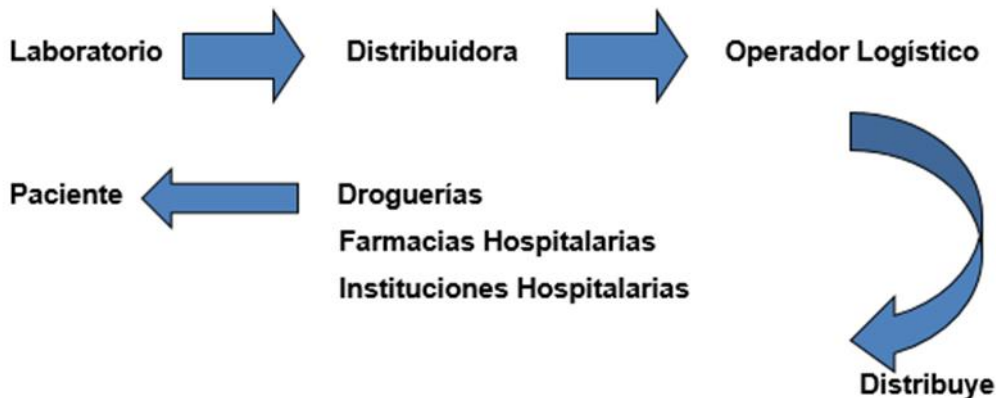 Laboratorio Distribuidora Operador Logístico
Paciente Droguerías
Farmacias Hospitalarias
Instituciones Hospitalarias
Distribuye